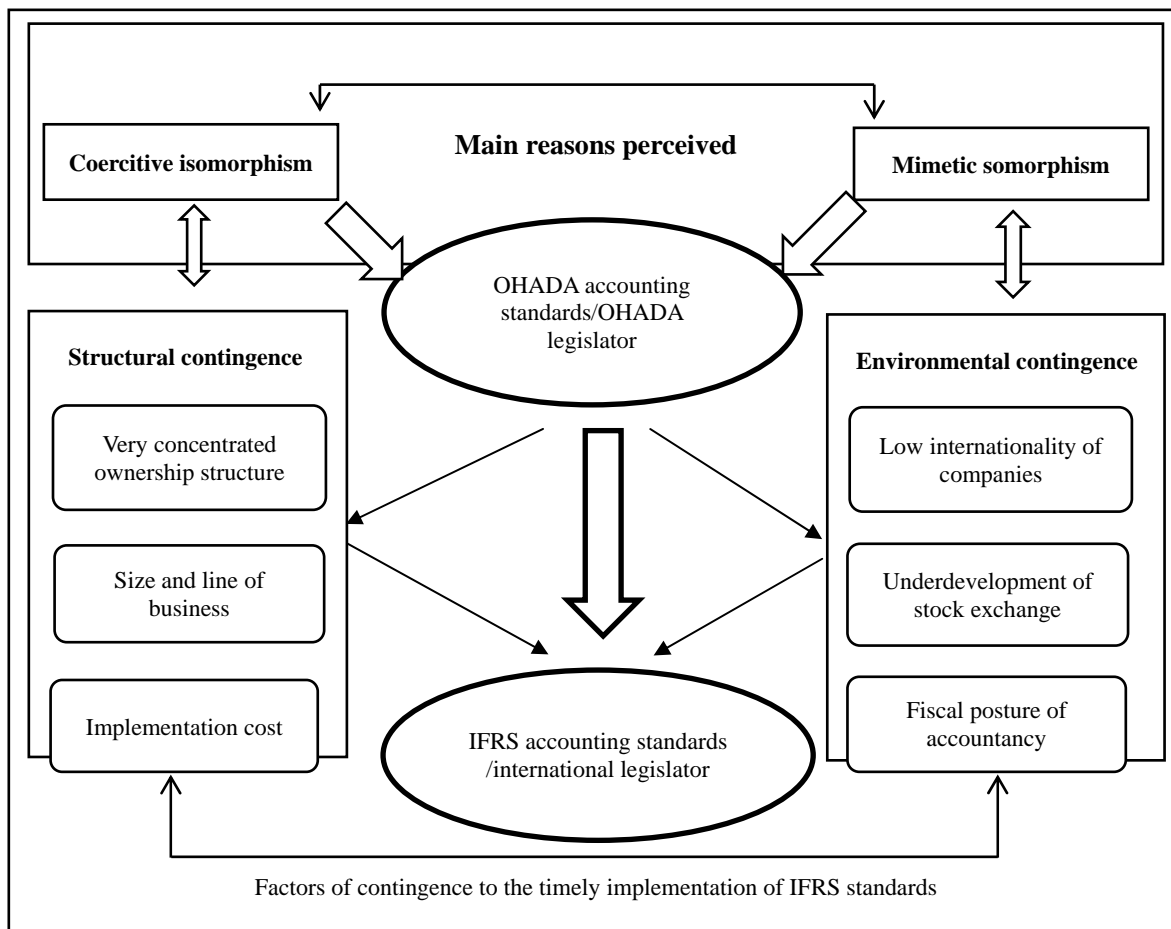 Coercitive isomorphism
Main reasons perceived
Mimetic somorphism
OHADA accounting
standards/OHADA
legislator
Structural contingence
Very concentrated
ownership structure
Size and line of
business
Implementation cost
Environmental contingence
Low internationality of
companies
Underdevelopment of
stock exchange
Fiscal posture of
accountancy
IFRS accounting standards
/international legislator
Factors of contingence to the timely implementation of IFRS standards